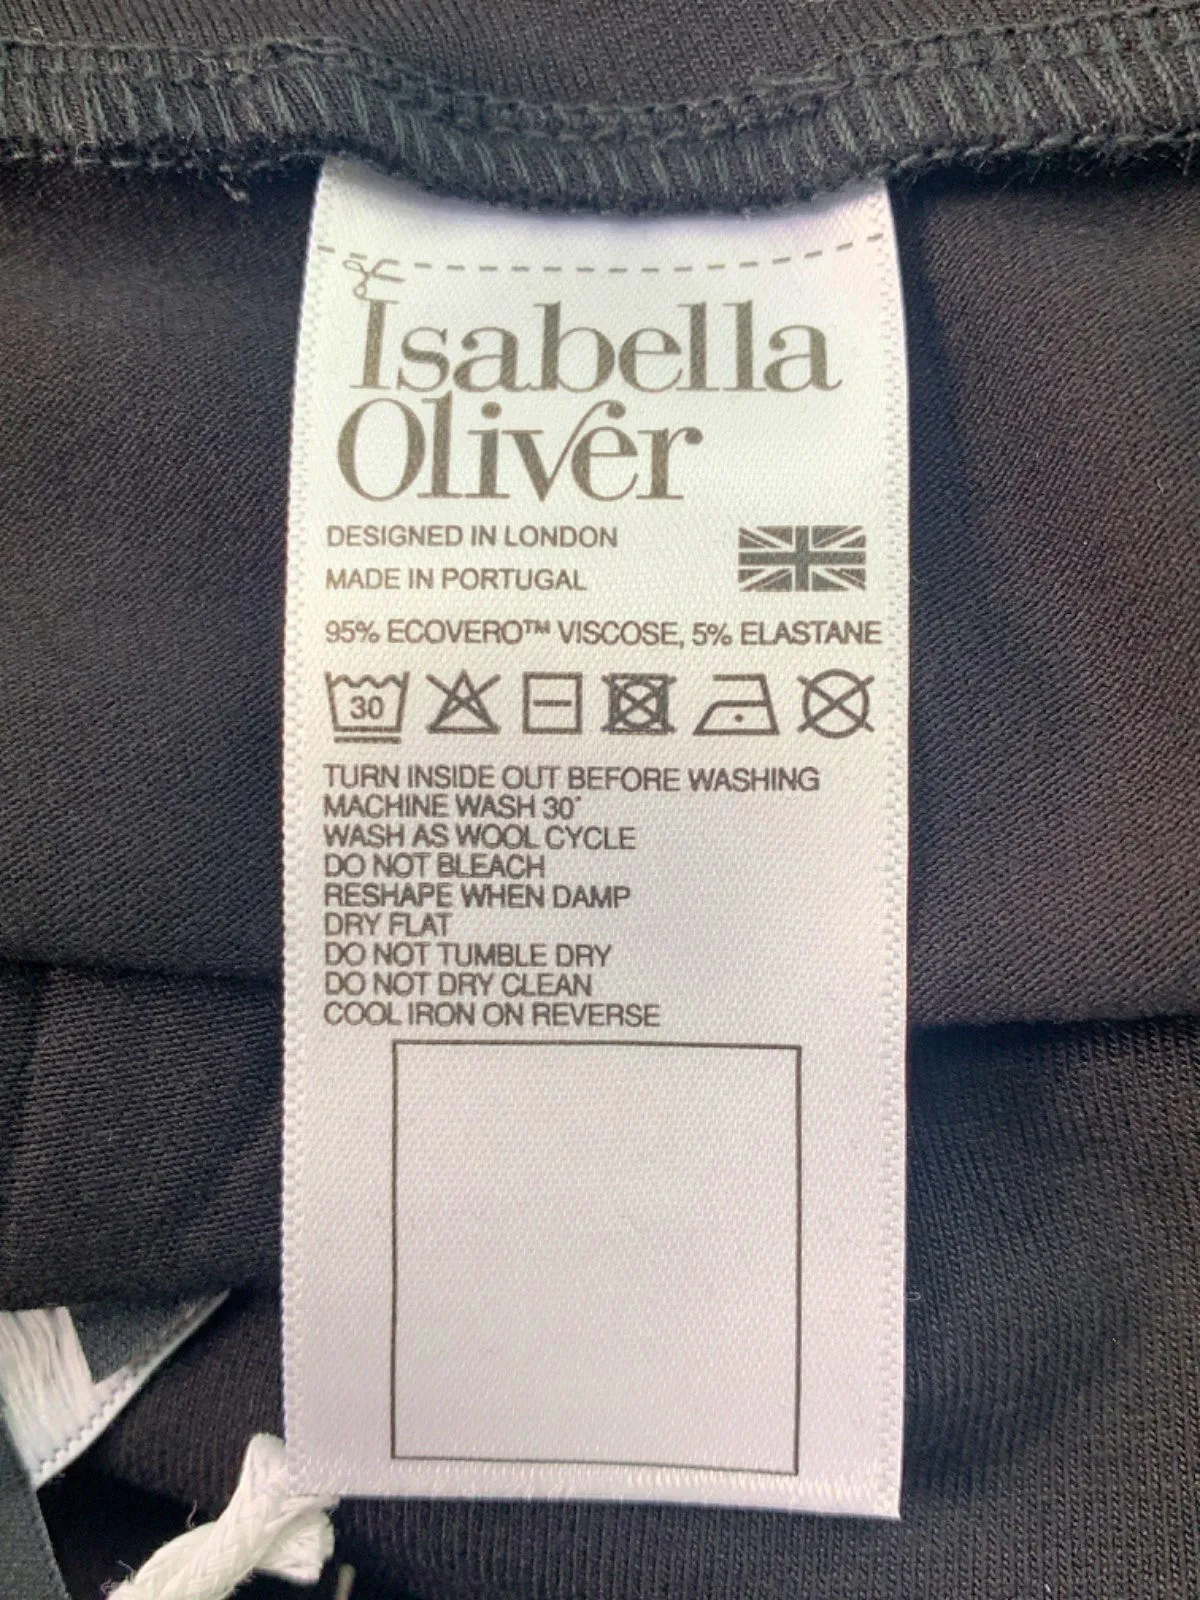 Isabella
Oliver
DESIGNED IN LONDON
MADE IN PORTUGAL
95% ECOVERO™ VISCOSE, 5% ELASTANE
30
TURN INSIDE OUT BEFORE WASHING
MACHINE WASH 30°
WASH AS WOOL CYCLE
DO NOT BLEACH
RESHAPE WHEN DAMP
DRY FLAT
DO NOT TUMBLE DRY
DO NOT DRY CLEAN
COOL IRON ON REVERSE